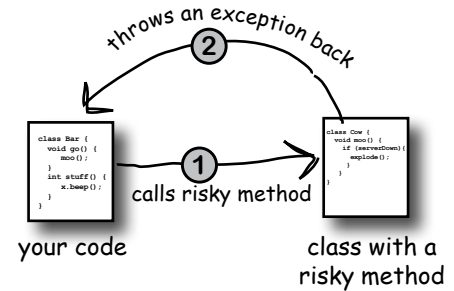 throws an exception back
2
class Bar {
void go() {
moo();
}
int stuff() {
x.beep();
}
}
1
calls risky method
class Cow {
void moo() {
if (serverDown){
explode();
}
}
}
your code
class with a
risky method